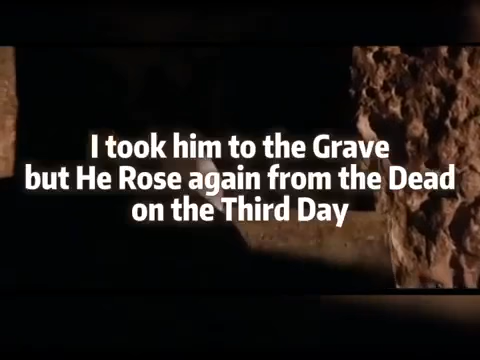 I took him to the Grave
but He Rose again from the Dead
on the Third Day